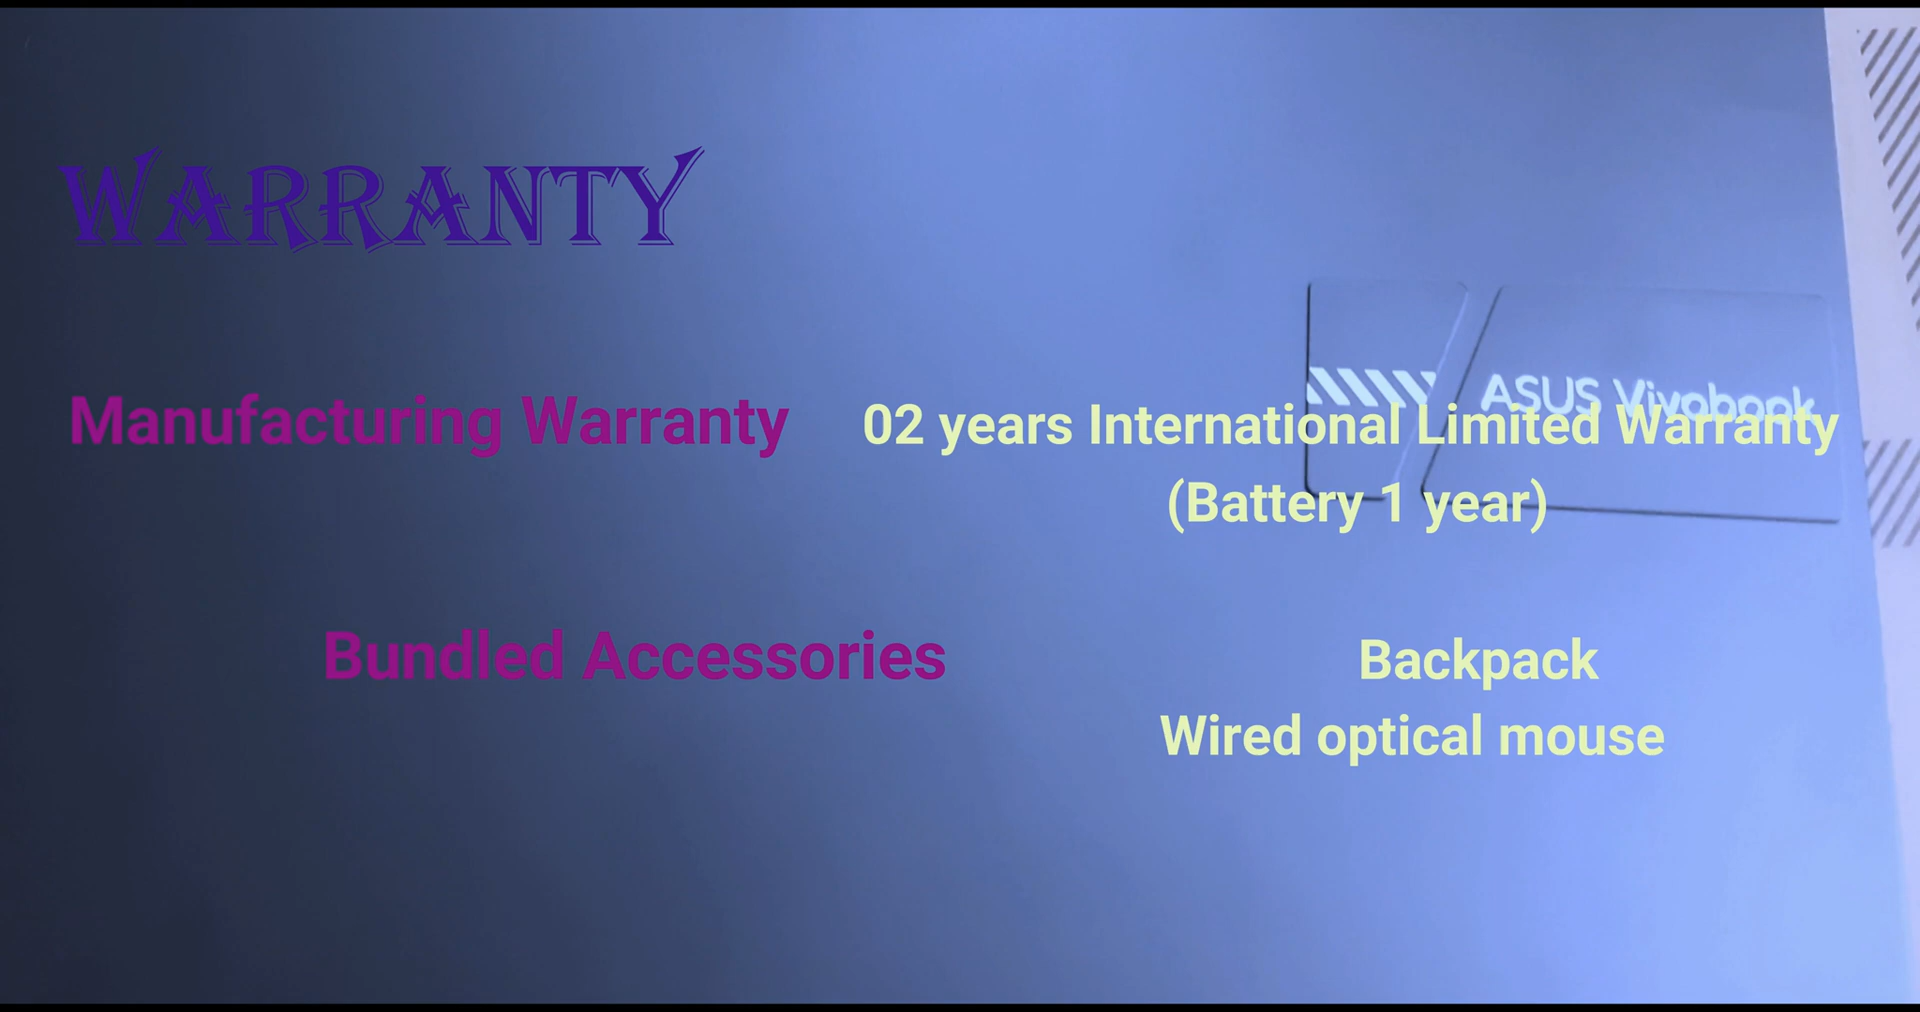 WARRANTY
ASUS Vivobook
Manufacturing Warranty
02 years International Limited Warranty
(Battery 1 year)
Bundled Accessories
Backpack
Wired optical mouse